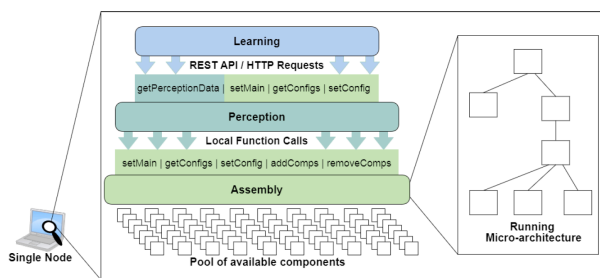 Learning
REST API / HTTP Requests
getPerceptionData | setMain | getConfigs | setConfig
Perception
Local Function Calls
setMain | getConfigs | setConfig | addComps | removeComps
Assembly
Pool of available components
Single Node
Running
Micro-architecture